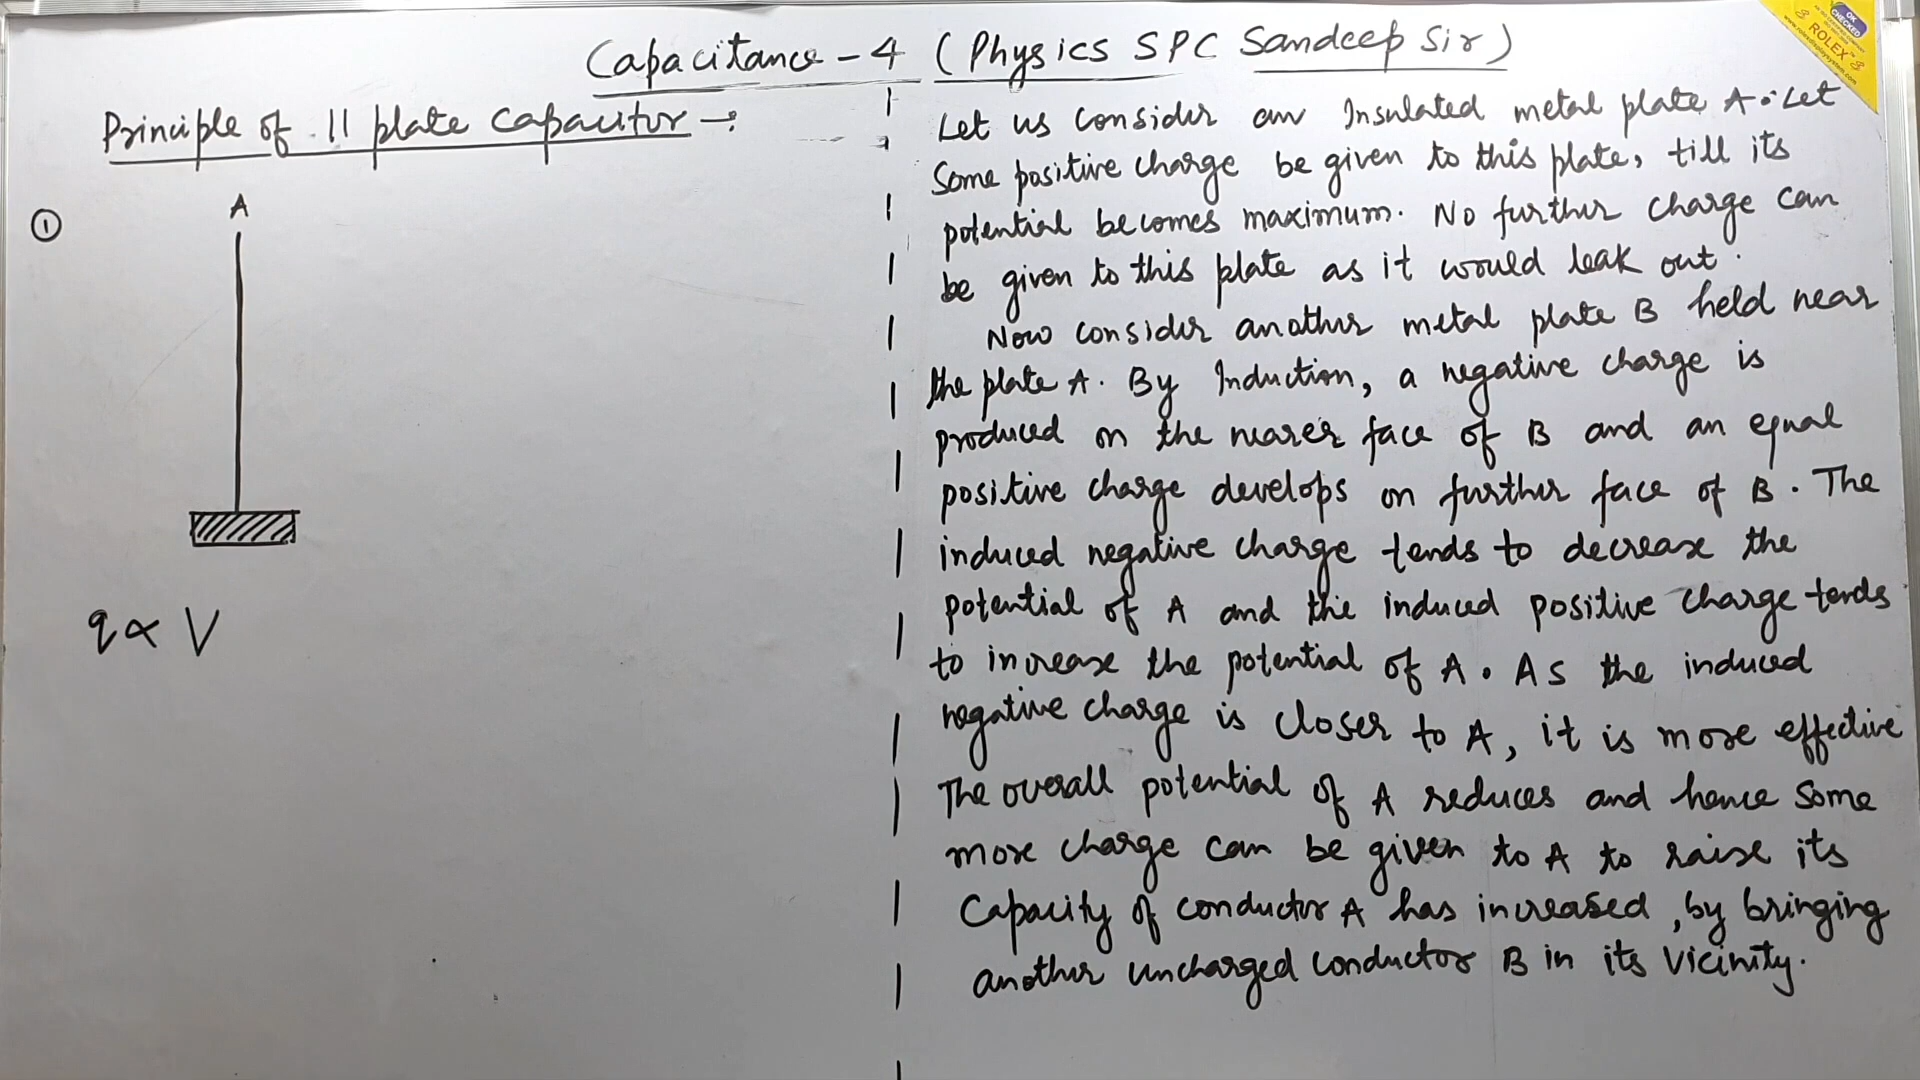 Capacitance - 4 (Physics SPC Sandeep Sir)
Principle of || plate capacitor →:
①
A
q ∝ V
Let us consider an Insulated metal plate A. Let
Some positive charge be given to this plate, till its
potential becomes maximum. No further charge can
be given to this plate as it would leak out.
Now consider another metal plate B held near
the plate A. By Induction, a negative charge is
produced on the nearer face of B and an equal
positive charge develops on further face of B. The
induced negative charge tends to decrease the
potential of A and the induced positive charge tends
to increase the potential of A. As the induced
negative charge is closer to A, it is more effective
The overall potential of A reduces and hence some
more charge can be given to A to raise its
Capacity of conductor A has increased, by bringing
another uncharged conductor B in its vicinity.
OK
CHECKED
ROLEX